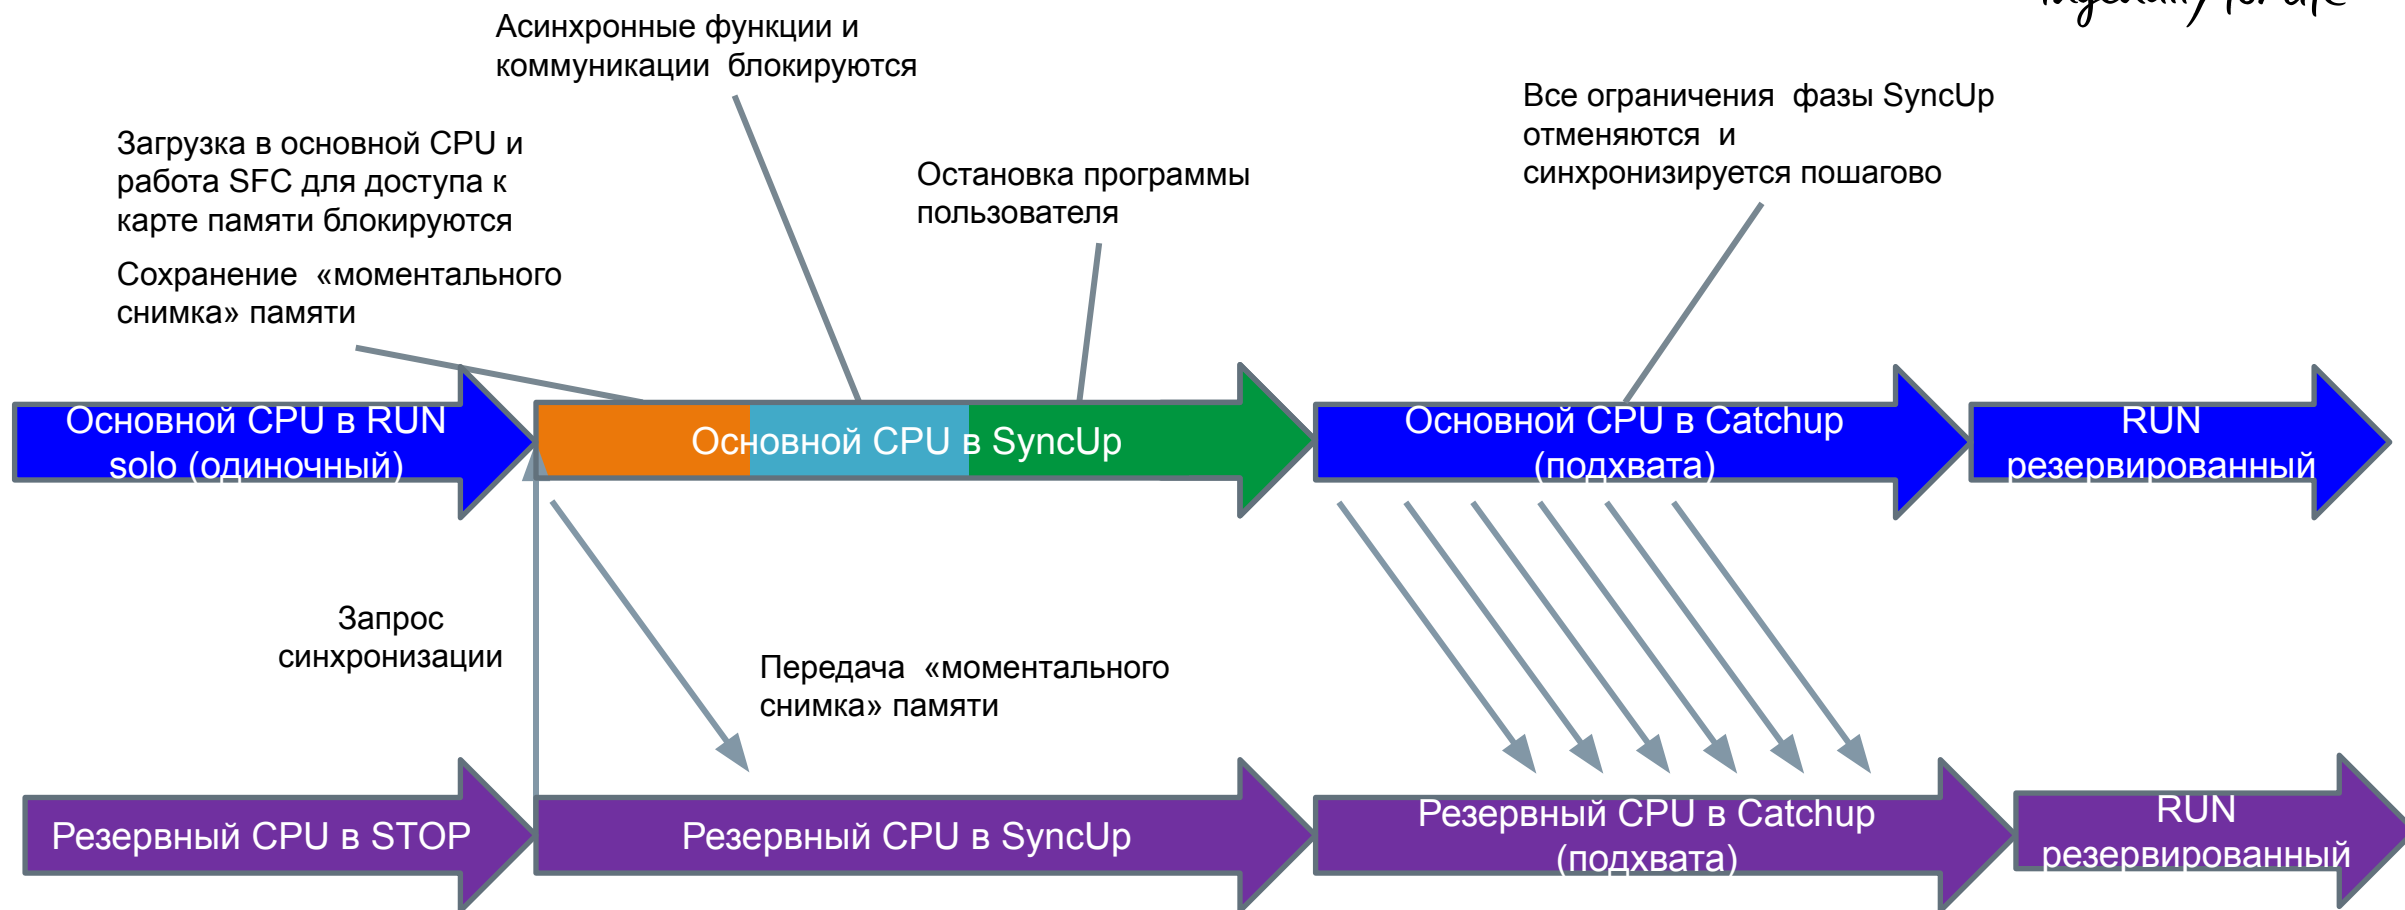 ingenuity for life
Асинхронные функции и
коммуникации блокируются
Все ограничения фазы SyncUp
отменяются и
синхронизируется пошагово
Загрузка в основной CPU и
работа SFC для доступа к
карте памяти блокируются
Остановка программы
пользователя
Сохранение «моментального
снимка» памяти
Основной CPU в RUN
solo (одиночный)
Основной CPU в SyncUp
Основной CPU в Catchup
(подхвата)
RUN
резервированный
Запрос
синхронизации
Передача «моментального
снимка» памяти
Резервный CPU в STOP
Резервный CPU в SyncUp
Резервный CPU в Catchup
(подхвата)
RUN
резервированный